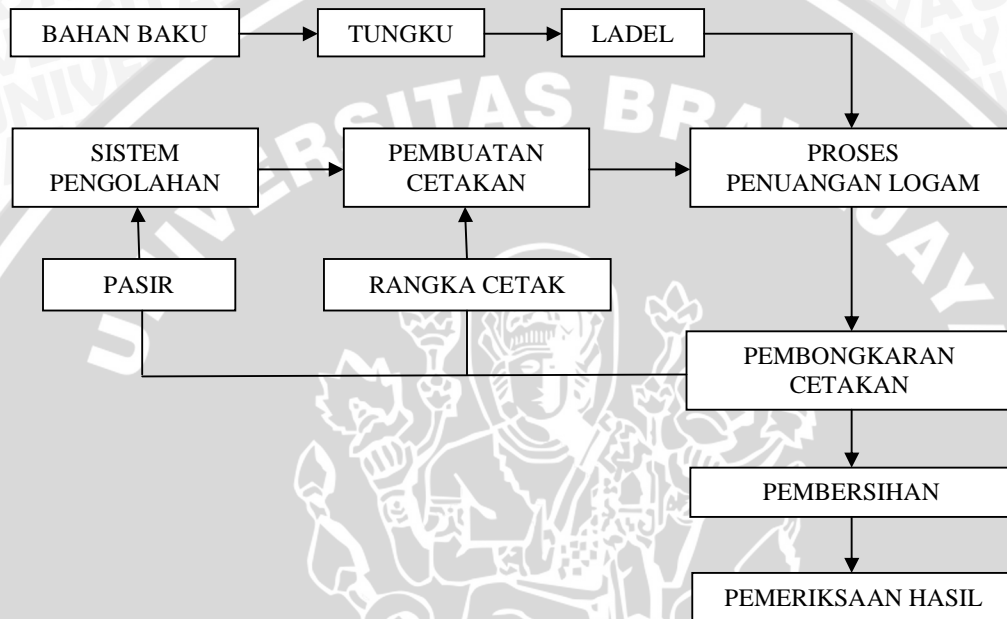 BAHAN BAKU
TUNGKU
LADEL
SISTEM
PENGOLAHAN
PEMBUATAN
CETAKAN
PROSES
PENUANGAN LOGAM
PASIR
RANGKA CETAK
PEMBONGKARAN
CETAKAN
PEMBERSIHAN
PEMERIKSAAN HASIL